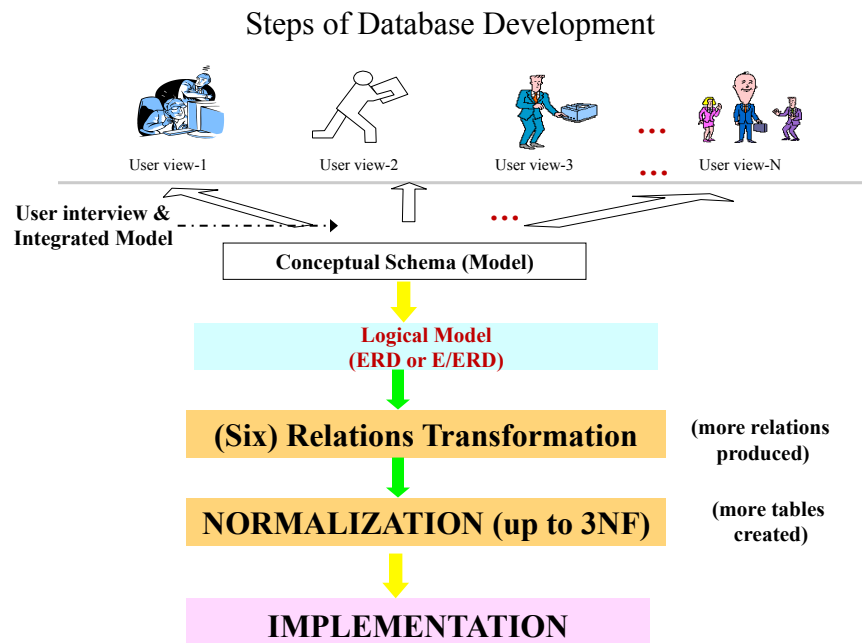 Steps of Database Development
...
User view-1
User view-2
User view-3
...
User view-N
User interview &
Integrated Model
...
Conceptual Schema (Model)
Logical Model
(ERD or E/ERD)
(Six) Relations Transformation
(more relations
produced)
NORMALIZATION (up to 3NF)
(more tables
created)
IMPLEMENTATION